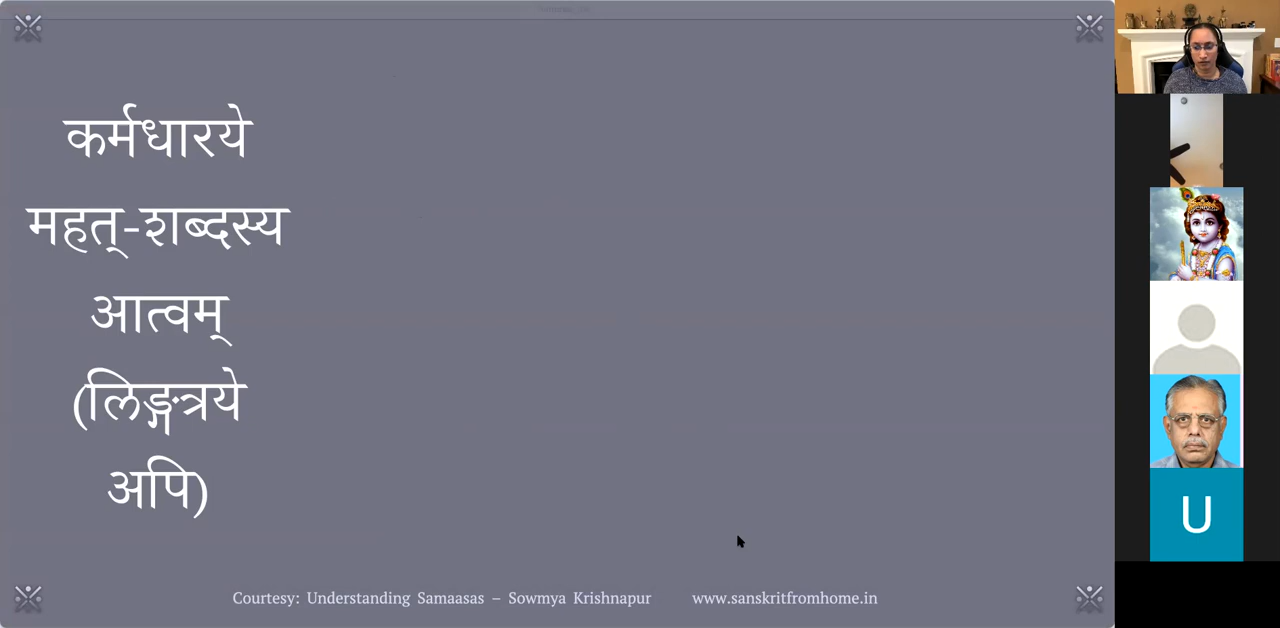 कर्मधारये
महत्-शब्दस्य
आत्वम्
(लिङ्गत्रये
अपि)
Courtesy: Understanding Samaasas – Sowmya Krishnapur www.sanskritfromhome.in
U